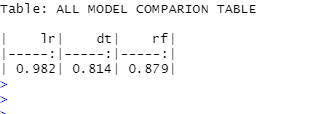 Table: ALL MODEL COMPARION TABLE
| lr| dt| rf|
|-----:|-----:|-----:|
| 0.982| 0.814| 0.879|
>
>
>